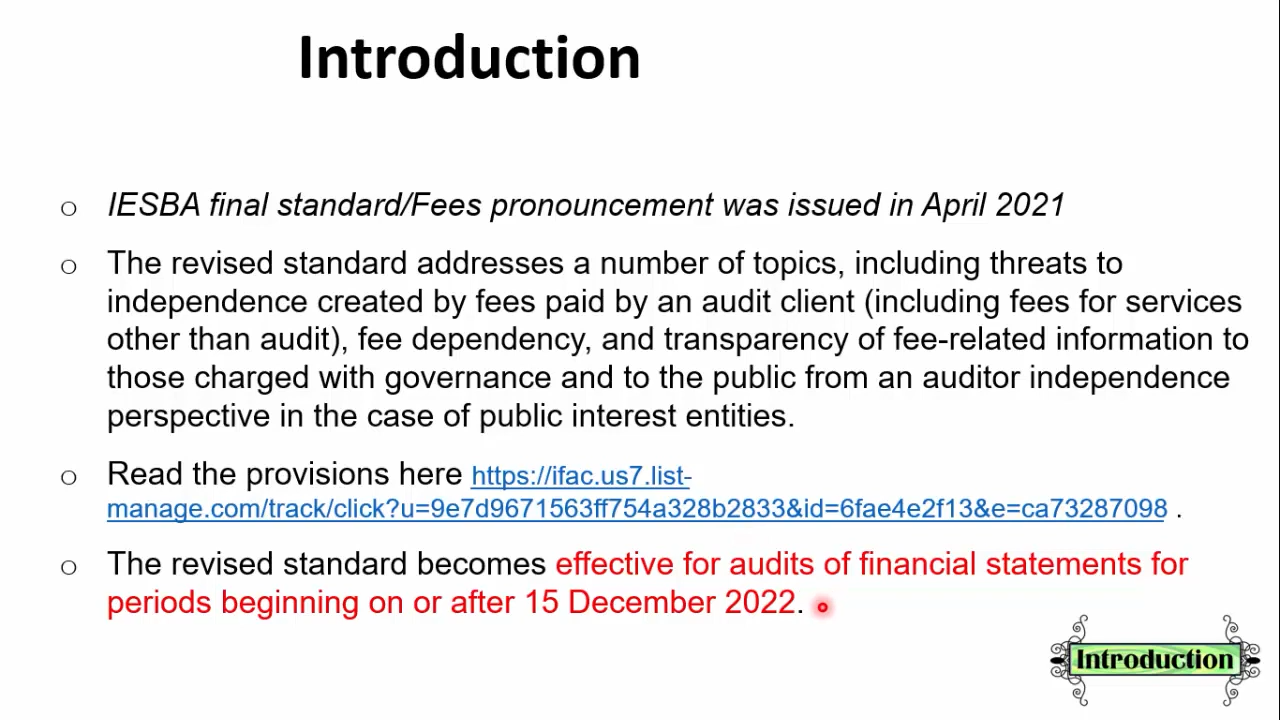 Introduction
IESBA final standard/Fees pronouncement was issued in April 2021
The revised standard addresses a number of topics, including threats to
independence created by fees paid by an audit client (including fees for services
other than audit), fee dependency, and transparency of fee-related information to
those charged with governance and to the public from an auditor independence
perspective in the case of public interest entities.
Read the provisions here https://ifac.us7.list-
manage.com/track/click?u=9e7d9671563ff754a328b2833&id=6fae4e2f13&e=ca73287098 .
The revised standard becomes effective for audits of financial statements for
periods beginning on or after 15 December 2022.
Introduction